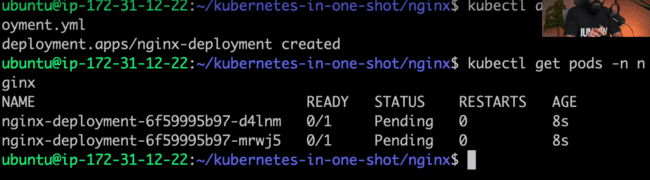 ubuntu@ip-172-31-12-22:~/kubernetes-in-one-shot/nginx$ kubectl a
oyment.yml
deployment.apps/nginx-deployment created
ubuntu@ip-172-31-12-22:~/kubernetes-in-one-shot/nginx$ kubectl get pods -n n
ginx
NAME READY STATUS RESTARTS AGE
nginx-deployment-6f59995b97-d4lnm 0/1 Pending 0 8s
nginx-deployment-6f59995b97-mrwj5 0/1 Pending 0 8s
ubuntu@ip-172-31-12-22:~/kubernetes-in-one-shot/nginx$